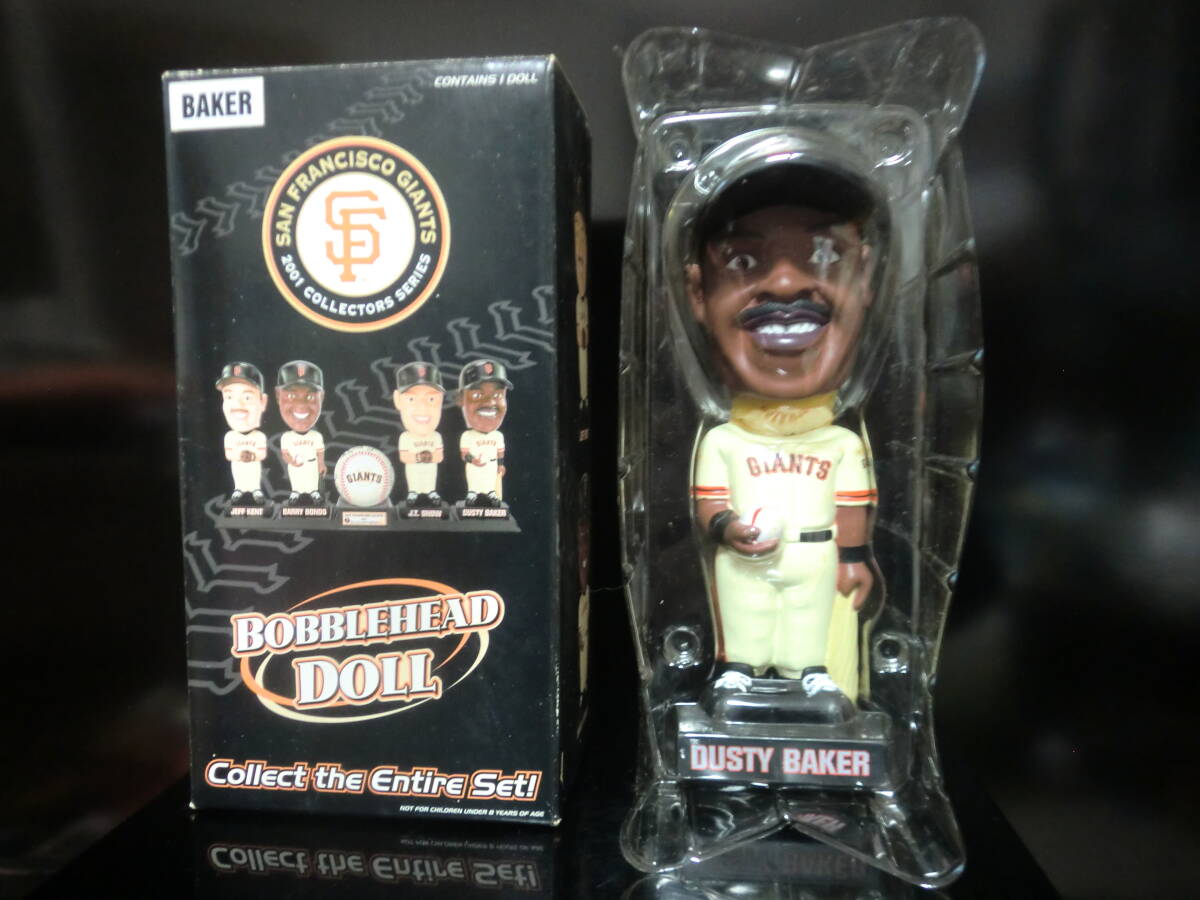 BAKER
CONTAINS 1 DOLL
SAN FRANCISCO GIANTS
SF
2001 COLLECTORS SERIES
GIANTS
JEFF KENT
BARRY BONDS
J.T. SNOW
DUSTY BAKER
BOBBLEHEAD
DOLL
Collect the Entire Set!
NOT FOR CHILDREN UNDER 8 YEARS OF AGE
GIANTS
DUSTY BAKER